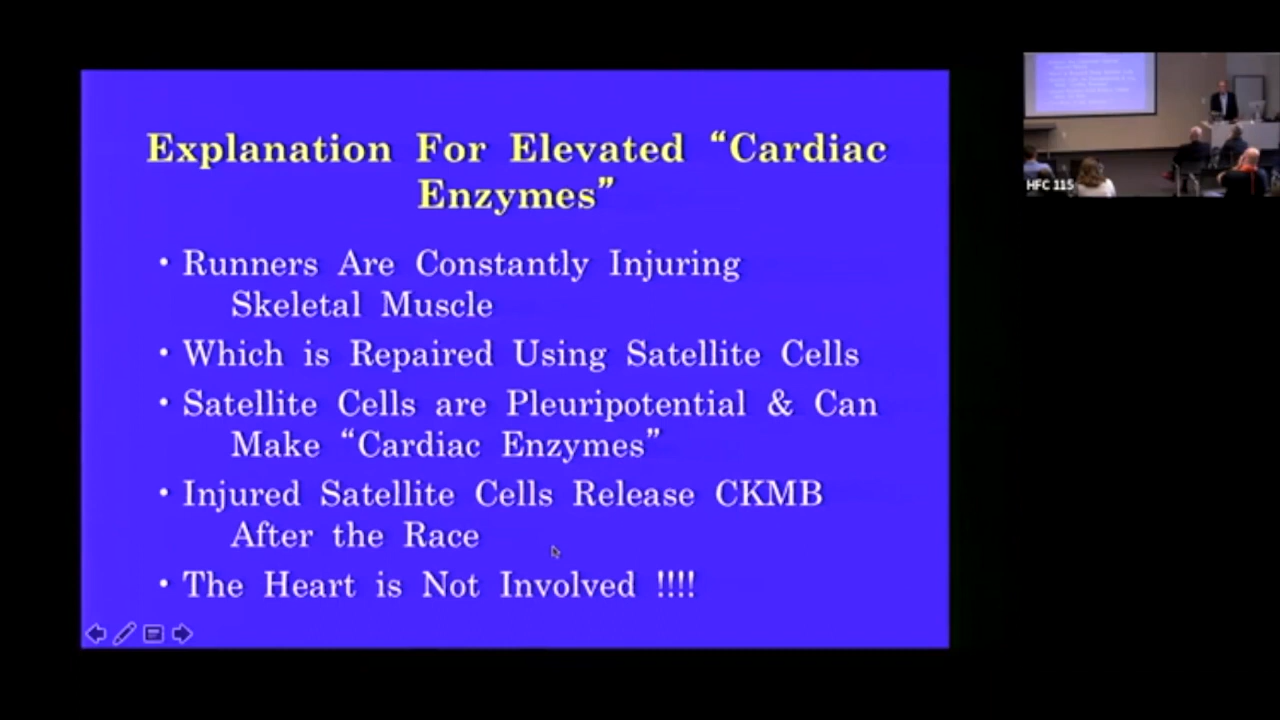 Explanation For Elevated “Cardiac
Enzymes”
• Runners Are Constantly Injuring
Skeletal Muscle
• Which is Repaired Using Satellite Cells
• Satellite Cells are Pleuripotential & Can
Make “Cardiac Enzymes”
• Injured Satellite Cells Release CKMB
After the Race
• The Heart is Not Involved !!!!
HFC 115